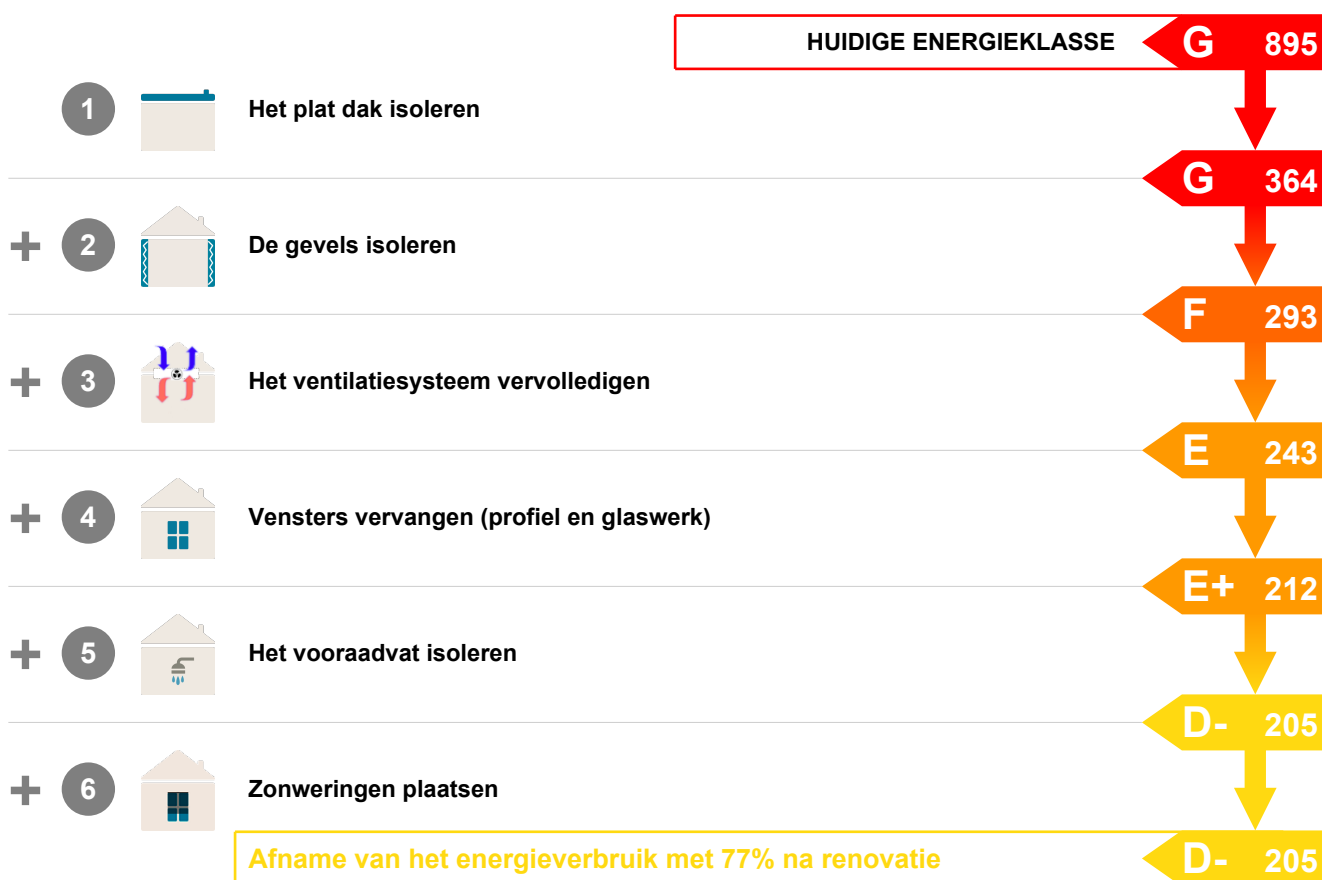 HUIDIGE ENERGIEKLASSE G 895
1 Het plat dak isoleren
G 364
+ 2 De gevels isoleren
F 293
+ 3 Het ventilatiesysteem vervolledigen
E 243
+ 4 Vensters vervangen (profiel en glaswerk)
E+ 212
+ 5 Het vooraadvat isoleren
D- 205
+ 6 Zonweringen plaatsen
Afname van het energieverbruik met 77% na renovatie D- 205